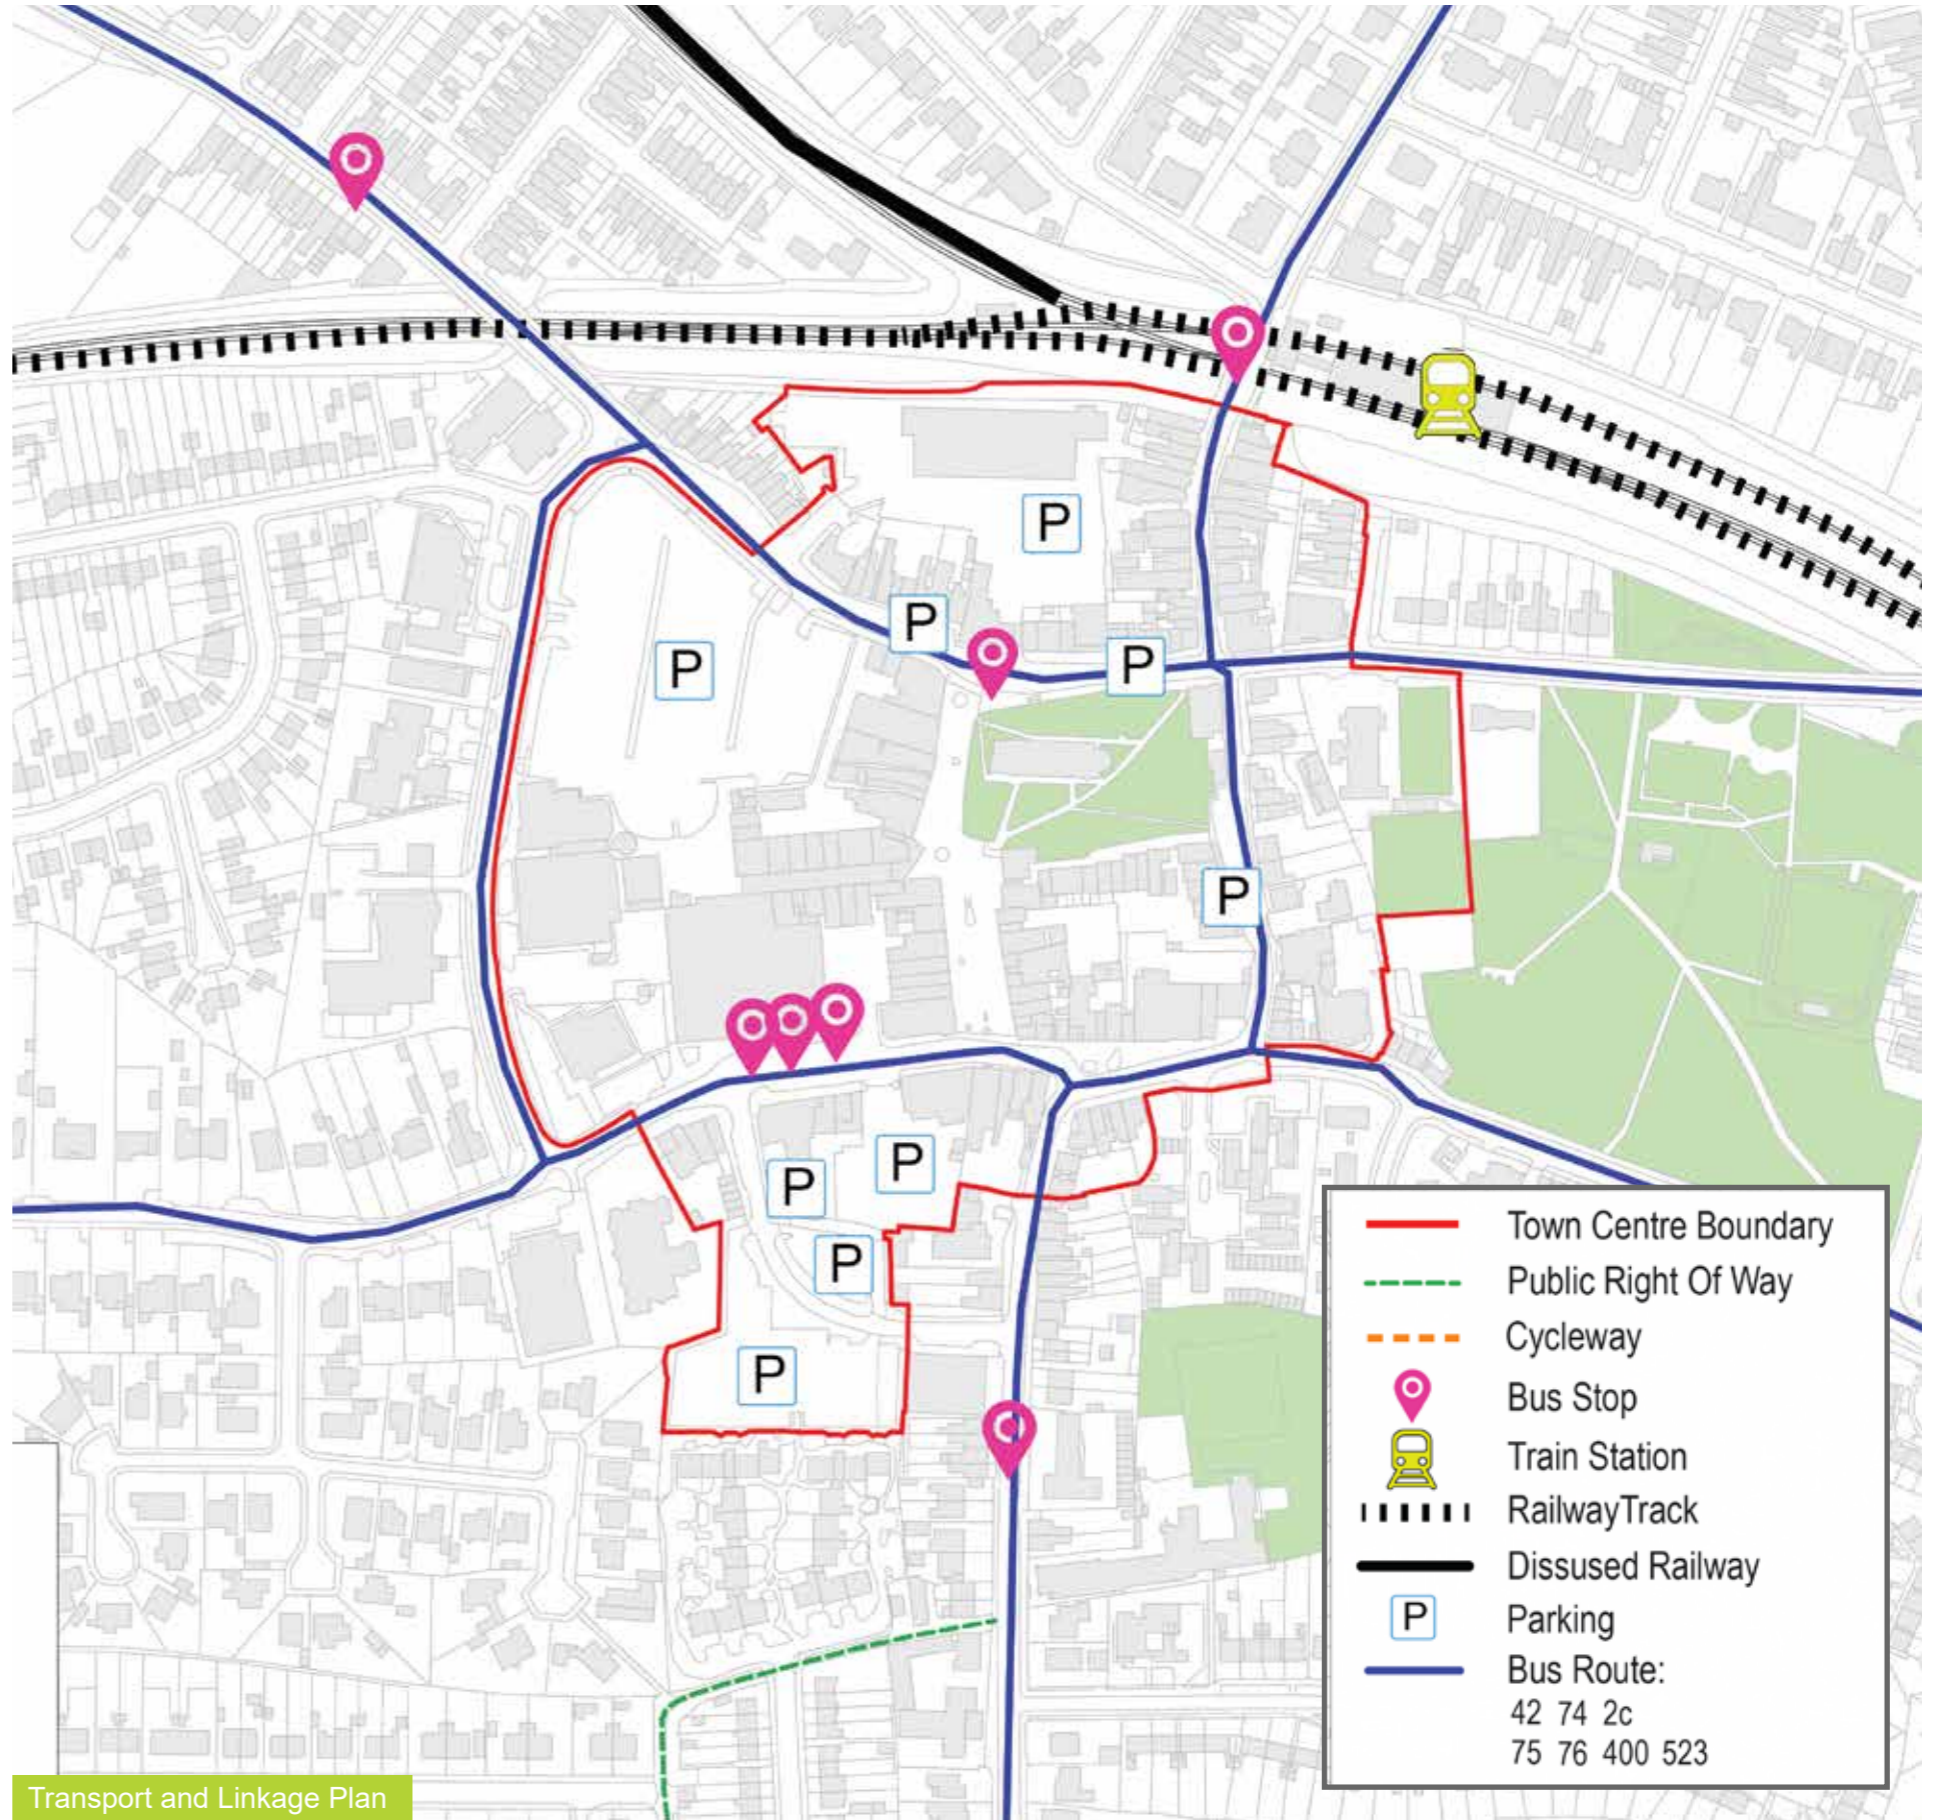 P
P
P
P
P
P
P
P
P
Town Centre Boundary
Public Right Of Way
Cycleway
Bus Stop
Train Station
RailwayTrack
Dissused Railway
P Parking
Bus Route:
42 74 2c
75 76 400 523
Transport and Linkage Plan